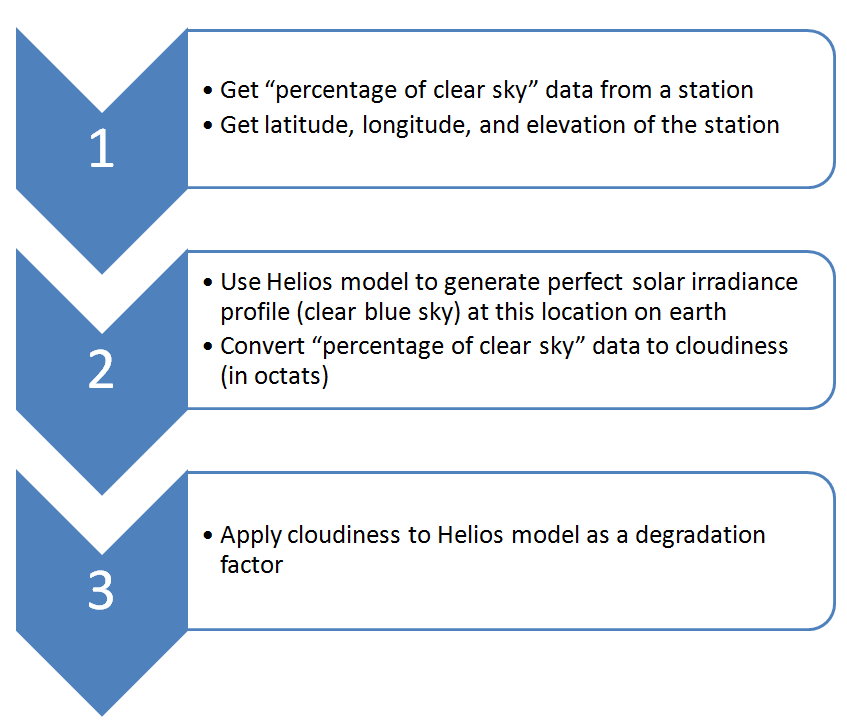 1
• Get “percentage of clear sky” data from a station
• Get latitude, longitude, and elevation of the station
2
• Use Helios model to generate perfect solar irradiance
profile (clear blue sky) at this location on earth
• Convert “percentage of clear sky” data to cloudiness
(in octats)
3
• Apply cloudiness to Helios model as a degradation
factor